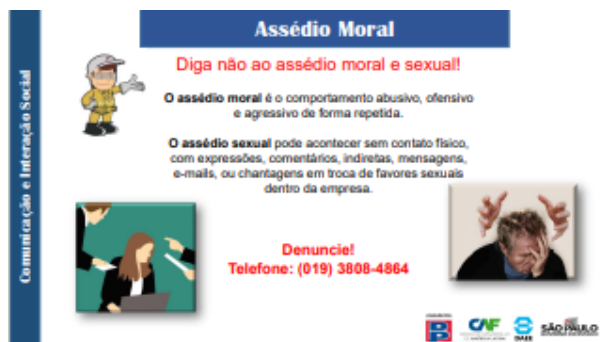 Assédio Moral
Comunicação e Interação Social
Diga não ao assédio moral e sexual!
O assédio moral é o comportamento abusivo, ofensivo
e agressivo de forma repetida.
O assédio sexual pode acontecer sem contato físico,
com expressões, comentários, indiretas, mensagens,
e-mails, ou chantagens em troca de favores sexuais
dentro da empresa.
Denuncie!
Telefone: (019) 3808-4864
CAF
DAEE
SÃO PAULO